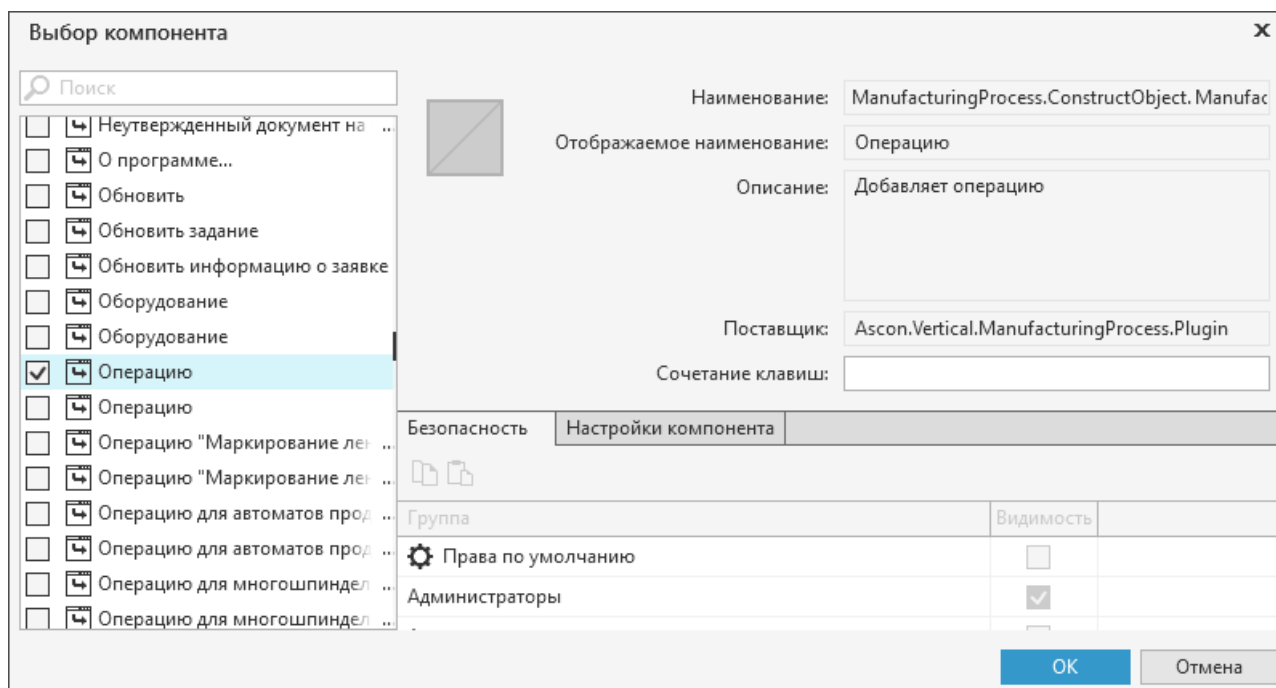 Выбор компонента
x
Поиск
Неутвержденный документ на ...
О программе...
Обновить
Обновить задание
Обновить информацию о заявке
Оборудование
Оборудование
Операцию
Операцию
Операцию "Маркирование лен ...
Операцию "Маркирование лен ...
Операцию для автоматов прод ...
Операцию для автоматов прод ...
Операцию для многошпиндел ...
Операцию для многошпиндел ...
Наименование: ManufacturingProcess.ConstructObject. Manufac
Отображаемое наименование: Операцию
Описание: Добавляет операцию
Поставщик: Ascon.Vertical.ManufacturingProcess.Plugin
Сочетание клавиш:
Безопасность Настройки компонента
Группа Видимость
Права по умолчанию
Администраторы
OK Отмена